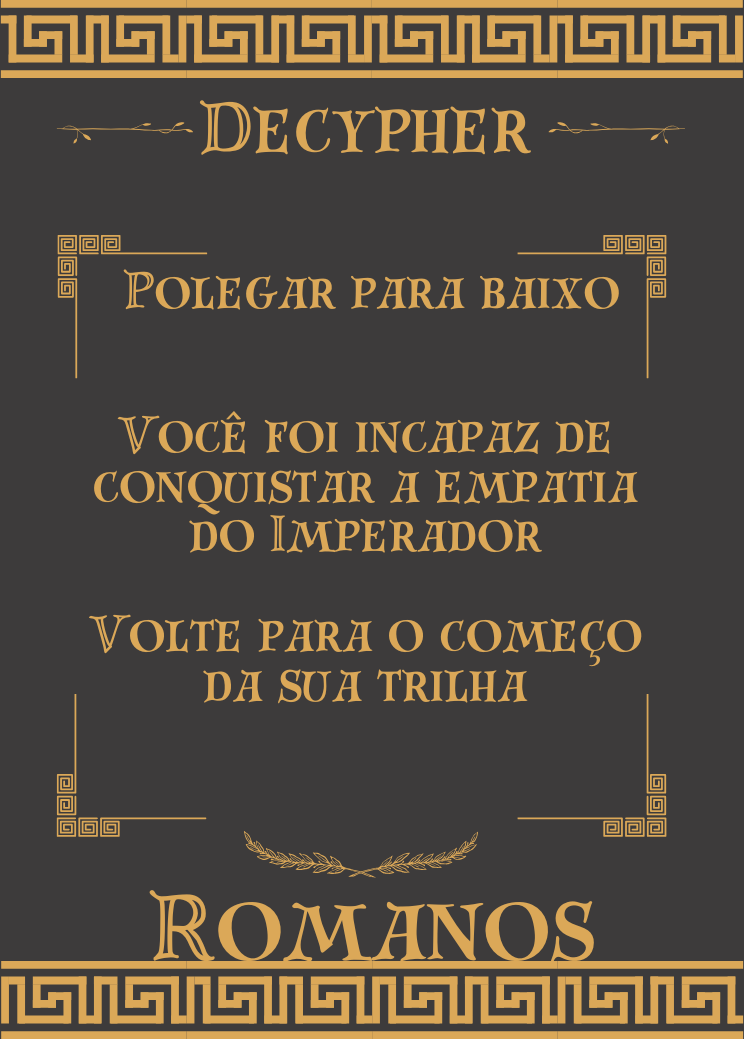 Decypher
Polegar para baixo
Você foi incapaz de
conquistar a empatia
do Imperador
Volte para o começo
da sua trilha
Romanos